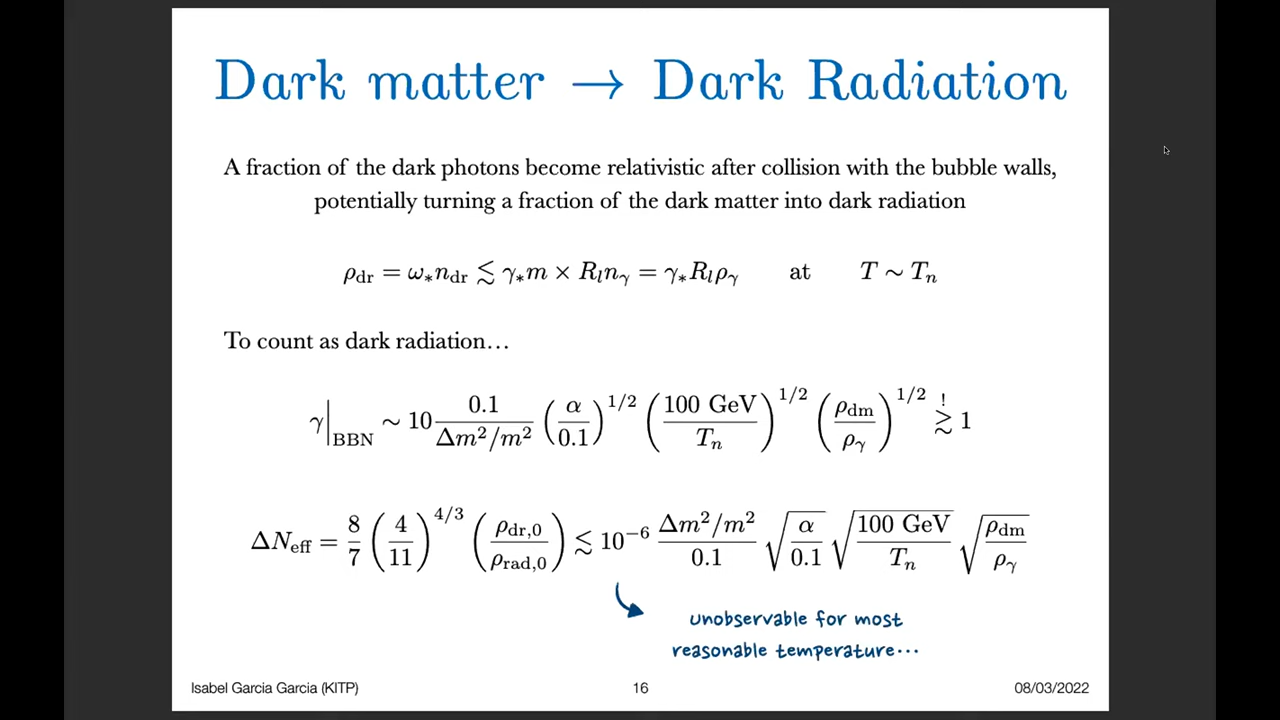 Dark matter → Dark Radiation
A fraction of the dark photons become relativistic after collision with the bubble walls,
potentially turning a fraction of the dark matter into dark radiation
ρ_dr = ω_* n_dr ≲ γ_* m × R_l n_γ = γ_* R_l ρ_γ at T ∼ T_n
To count as dark radiation…
γ|_BBN ∼ 10 0.1/(Δm²/m²) (α/0.1)^{1/2} (100 GeV/T_n)^{1/2} (ρ_dm/ρ_γ)^{1/2} ≳^! 1
ΔN_eff = 8/7 (4/11)^{4/3} (ρ_dr,0/ρ_rad,0) ≲ 10^{-6} (Δm²/m²)/0.1 √(α/0.1) √(100 GeV/T_n) √(ρ_dm/ρ_γ)
unobservable for most
reasonable temperature...
Isabel Garcia Garcia (KITP) 16 08/03/2022